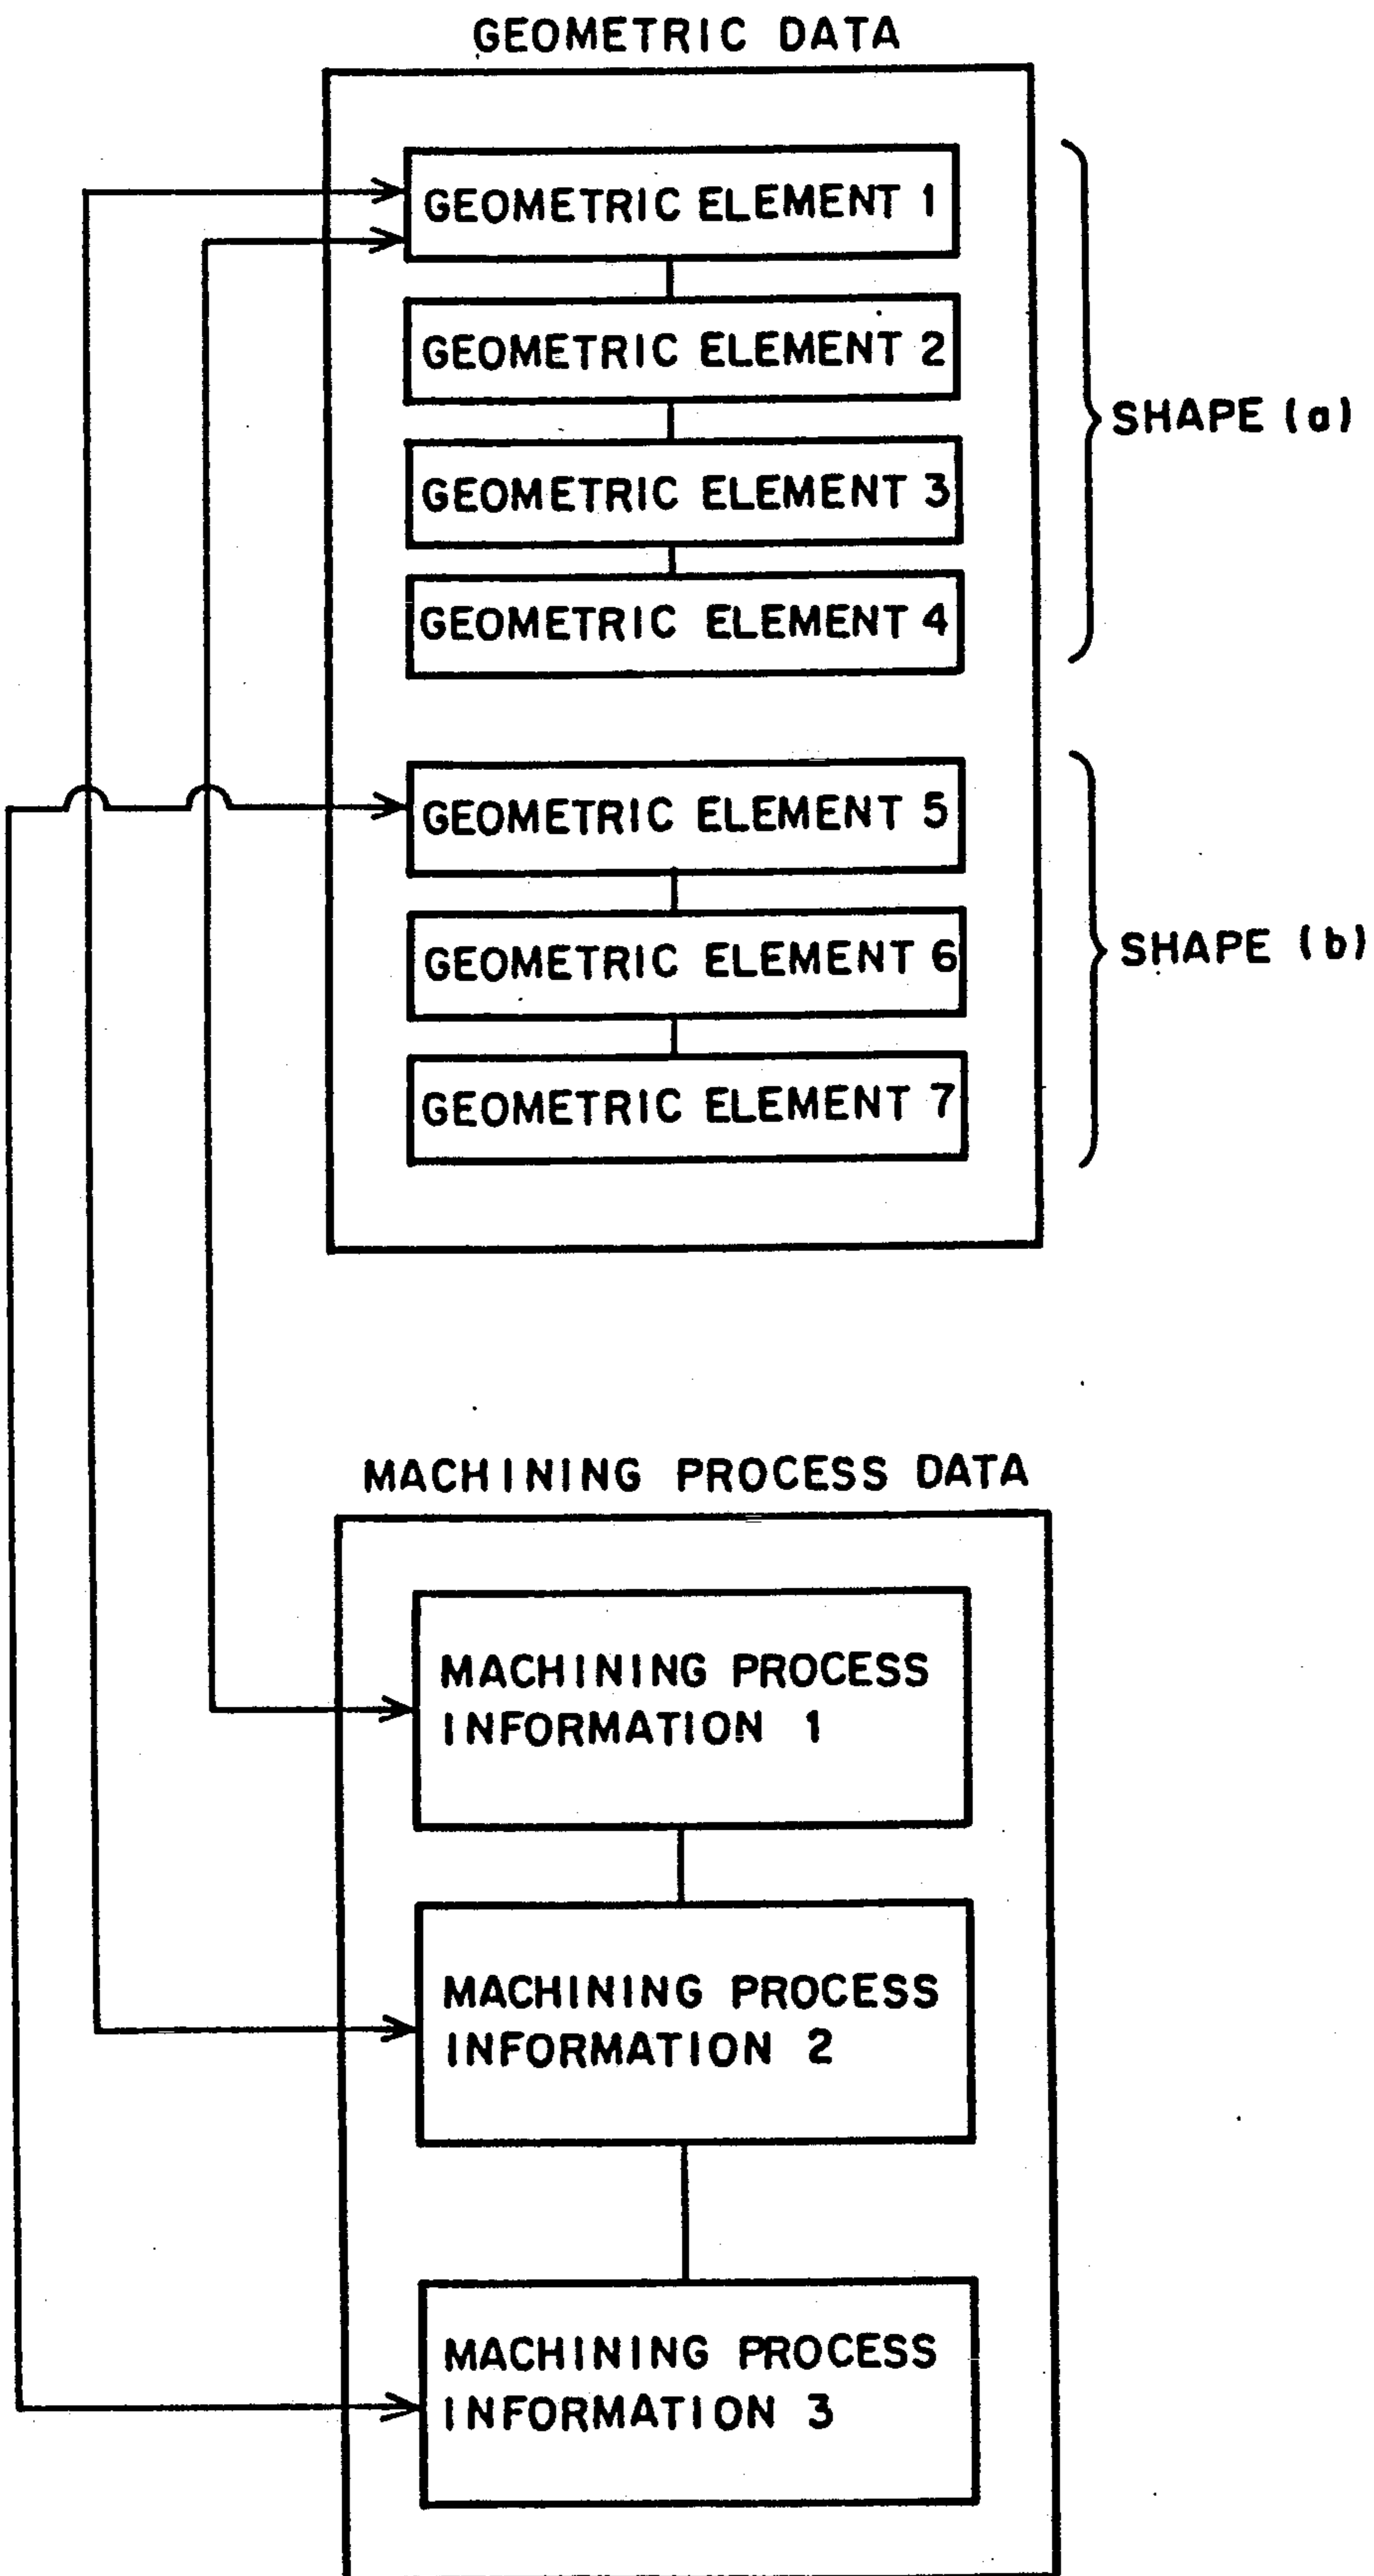 GEOMETRIC DATA
GEOMETRIC ELEMENT 1
GEOMETRIC ELEMENT 2
GEOMETRIC ELEMENT 3
GEOMETRIC ELEMENT 4
SHAPE (a)
GEOMETRIC ELEMENT 5
GEOMETRIC ELEMENT 6
GEOMETRIC ELEMENT 7
SHAPE (b)
MACHINING PROCESS DATA
MACHINING PROCESS
INFORMATION 1
MACHINING PROCESS
INFORMATION 2
MACHINING PROCESS
INFORMATION 3